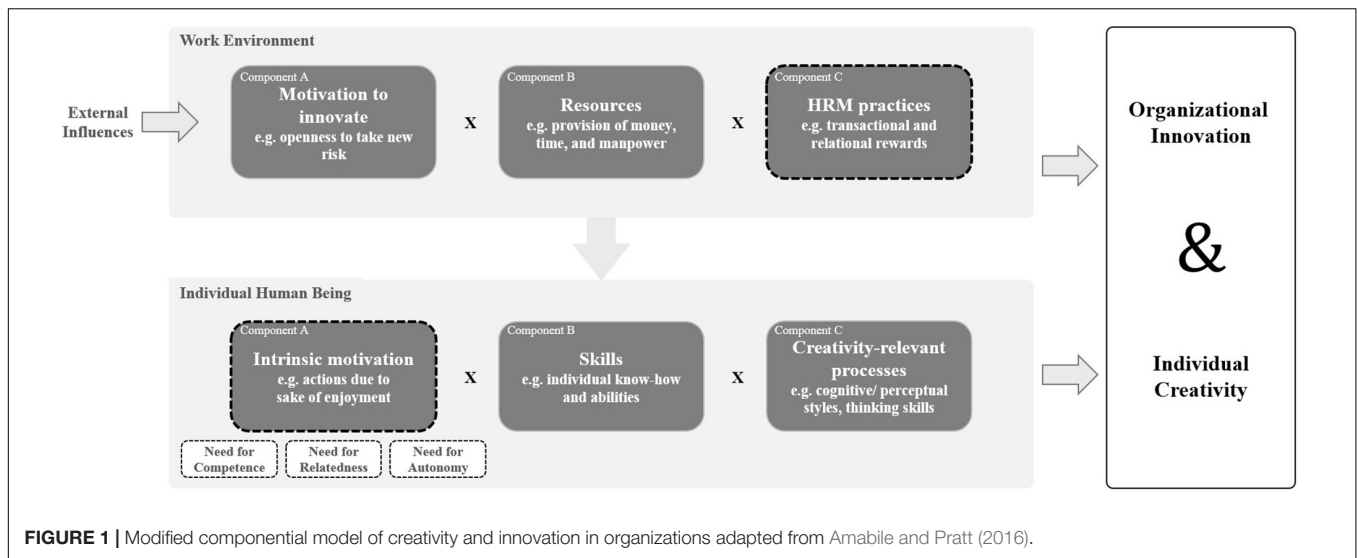 Work Environment
External
Influences
Component A
Motivation to
innovate
e.g. openness to take new
risk
X
Component B
Resources
e.g. provision of money,
time, and manpower
X
Component C
HRM practices
e.g. transactional and
relational rewards
Organizational
Innovation
&
Individual
Creativity
Individual Human Being
Component A
Intrinsic motivation
e.g. actions due to
sake of enjoyment
X
Component B
Skills
e.g. individual know-how
and abilities
X
Component C
Creativity-relevant
processes
e.g. cognitive/ perceptual
styles, thinking skills
Need for
Competence
Need for
Relatedness
Need for
Autonomy
FIGURE 1 | Modified componential model of creativity and innovation in organizations adapted from Amabile and Pratt (2016).